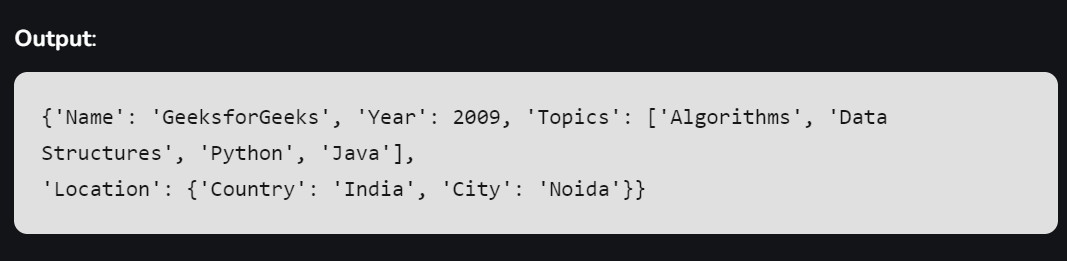 Output:
{'Name': 'GeeksforGeeks', 'Year': 2009, 'Topics': ['Algorithms', 'Data
Structures', 'Python', 'Java'],
'Location': {'Country': 'India', 'City': 'Noida'}}